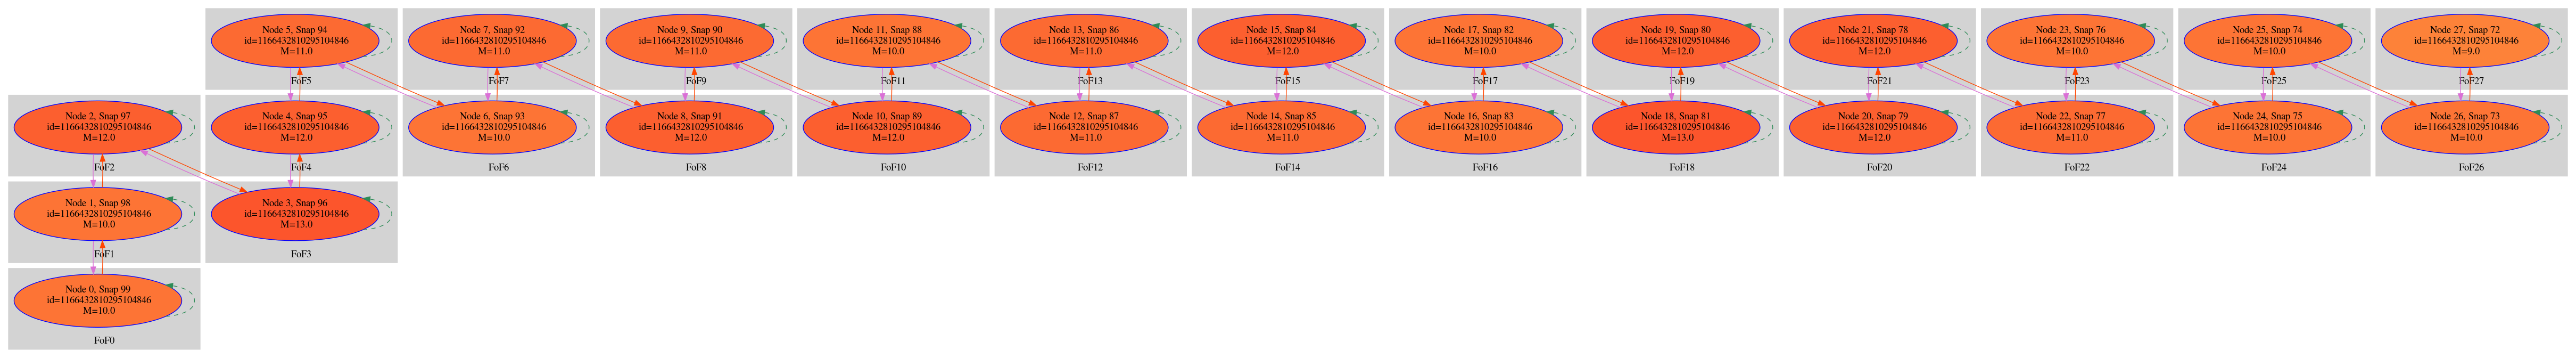 Node 5, Snap 94
id=1166432810295104846
M=11.0
FoF5
Node 7, Snap 92
id=1166432810295104846
M=11.0
FoF7
Node 9, Snap 90
id=1166432810295104846
M=11.0
FoF9
Node 11, Snap 88
id=1166432810295104846
M=10.0
FoF11
Node 13, Snap 86
id=1166432810295104846
M=11.0
FoF13
Node 15, Snap 84
id=1166432810295104846
M=12.0
FoF15
Node 17, Snap 82
id=1166432810295104846
M=10.0
FoF17
Node 19, Snap 80
id=1166432810295104846
M=12.0
FoF19
Node 21, Snap 78
id=1166432810295104846
M=12.0
FoF21
Node 23, Snap 76
id=1166432810295104846
M=10.0
FoF23
Node 25, Snap 74
id=1166432810295104846
M=10.0
FoF25
Node 27, Snap 72
id=1166432810295104846
M=9.0
FoF27
Node 2, Snap 97
id=1166432810295104846
M=12.0
FoF2
Node 4, Snap 95
id=1166432810295104846
M=12.0
FoF4
Node 6, Snap 93
id=1166432810295104846
M=10.0
FoF6
Node 8, Snap 91
id=1166432810295104846
M=12.0
FoF8
Node 10, Snap 89
id=1166432810295104846
M=12.0
FoF10
Node 12, Snap 87
id=1166432810295104846
M=11.0
FoF12
Node 14, Snap 85
id=1166432810295104846
M=11.0
FoF14
Node 16, Snap 83
id=1166432810295104846
M=10.0
FoF16
Node 18, Snap 81
id=1166432810295104846
M=13.0
FoF18
Node 20, Snap 79
id=1166432810295104846
M=12.0
FoF20
Node 22, Snap 77
id=1166432810295104846
M=11.0
FoF22
Node 24, Snap 75
id=1166432810295104846
M=10.0
FoF24
Node 26, Snap 73
id=1166432810295104846
M=10.0
FoF26
Node 1, Snap 98
id=1166432810295104846
M=10.0
FoF1
Node 3, Snap 96
id=1166432810295104846
M=13.0
FoF3
Node 0, Snap 99
id=1166432810295104846
M=10.0
FoF0